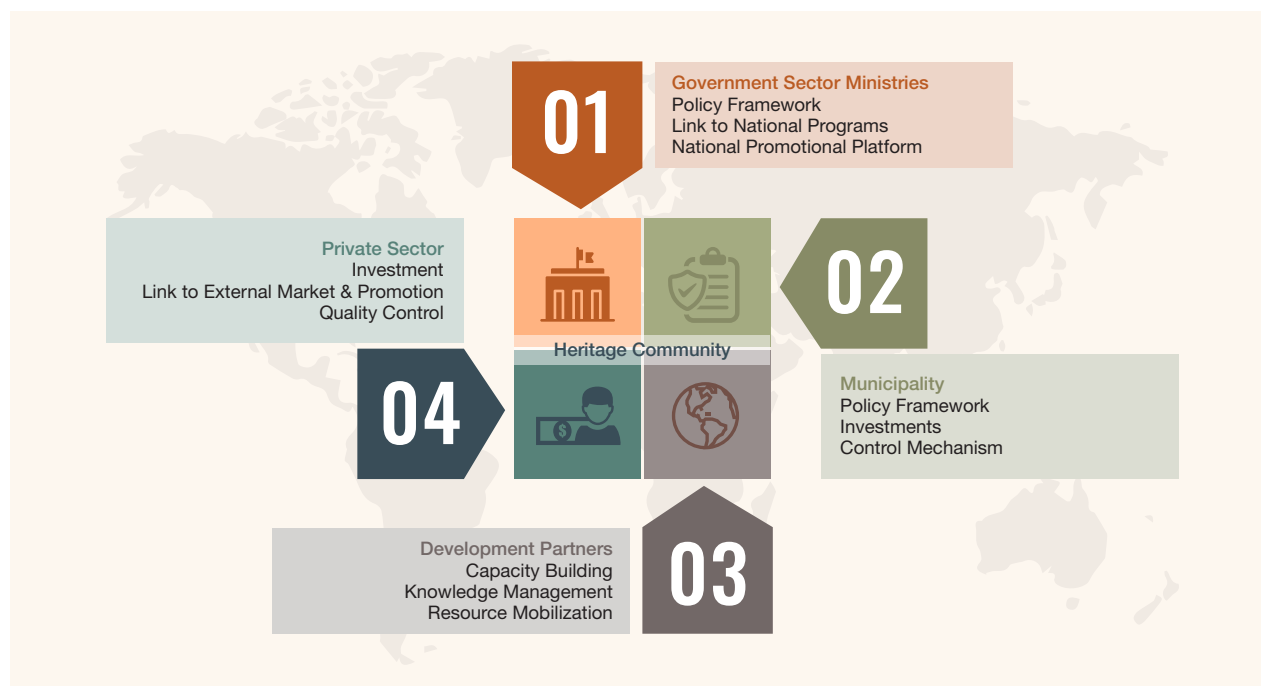 01
Government Sector Ministries
Policy Framework
Link to National Programs
National Promotional Platform
02
Municipality
Policy Framework
Investments
Control Mechanism
03
Development Partners
Capacity Building
Knowledge Management
Resource Mobilization
04
Private Sector
Investment
Link to External Market & Promotion
Quality Control
Heritage Community
$